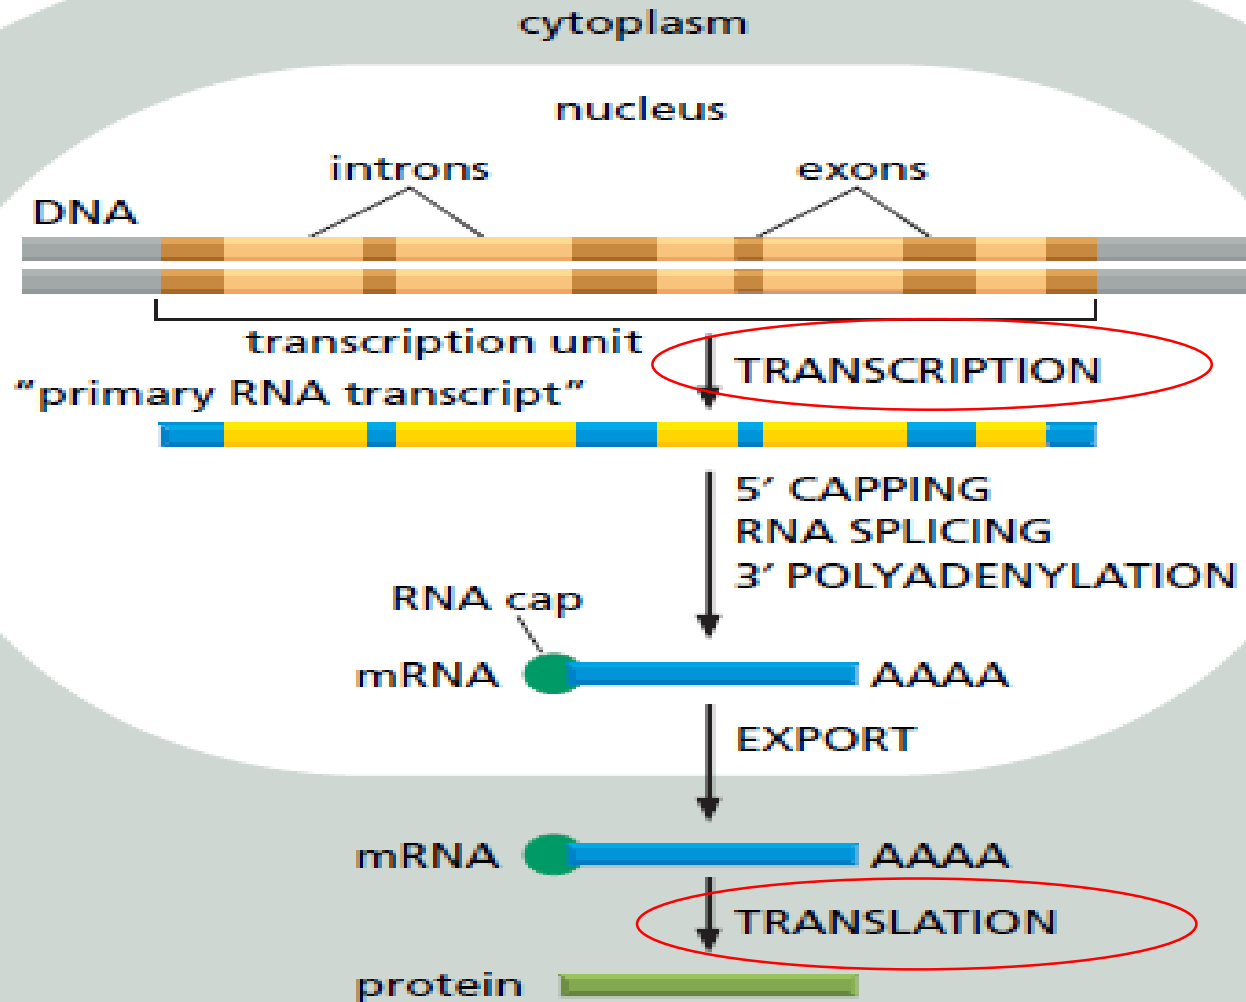 cytoplasm
nucleus
introns
exons
DNA
transcription unit
TRANSCRIPTION
“primary RNA transcript”
5′ CAPPING
RNA SPLICING
3′ POLYADENYLATION
RNA cap
mRNA AAAA
EXPORT
mRNA AAAA
TRANSLATION
protein